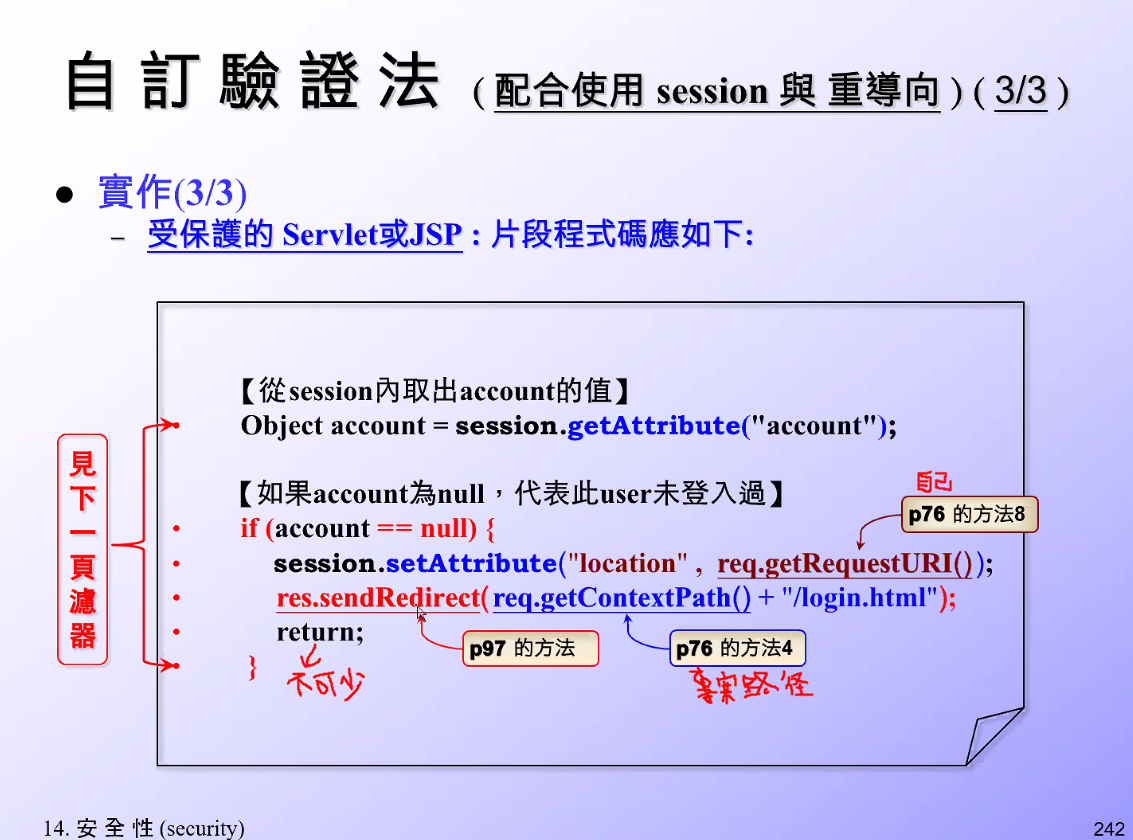 自 訂 驗 證 法 ( 配合使用 session 與 重導向 ) ( 3/3 )
● 實作(3/3)
– 受保護的 Servlet或JSP : 片段程式碼應如下:
【從session內取出account的值】
• Object account = session.getAttribute("account");
【如果account為null，代表此user未登入過】
自己
• if (account == null) {
p76 的方法8
• session.setAttribute("location" , req.getRequestURI() );
• res.sendRedirect( req.getContextPath() + "/login.html");
• return;
p97 的方法
p76 的方法4
• }
不可少
專案路徑
見下一頁濾器
14. 安 全 性 (security)
242